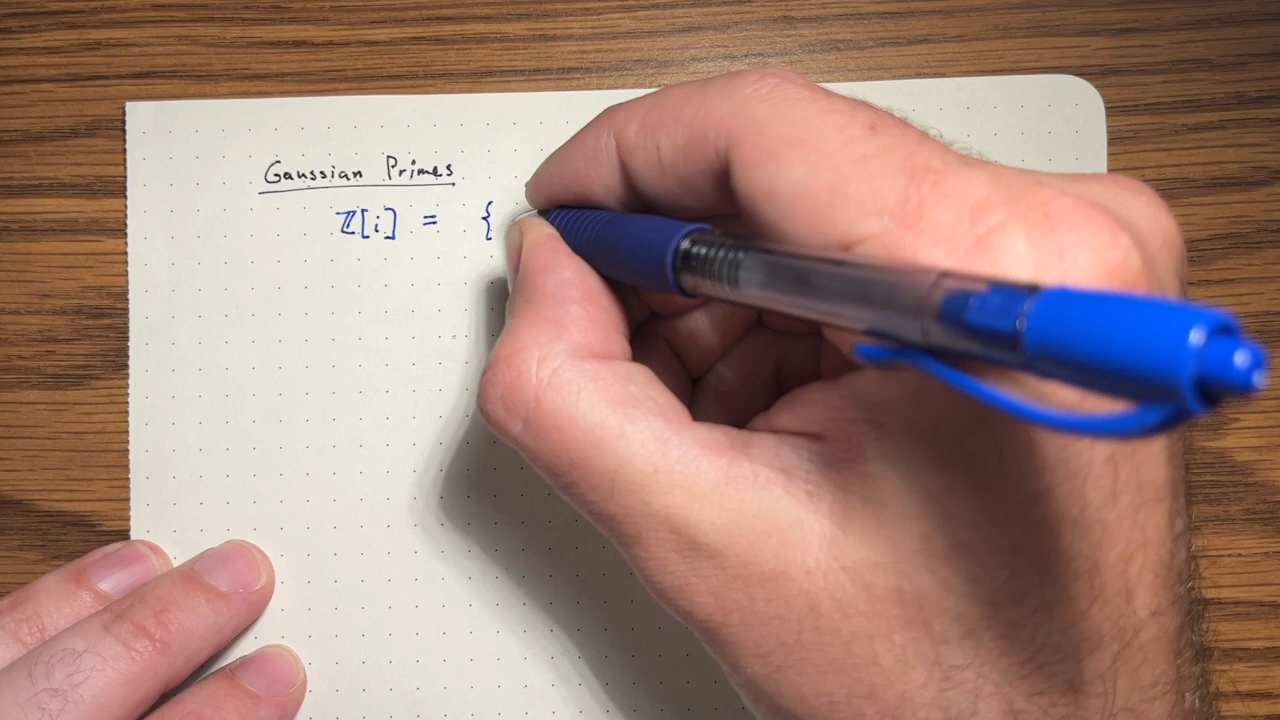 Gaussian Primes
ℤ[i] = {